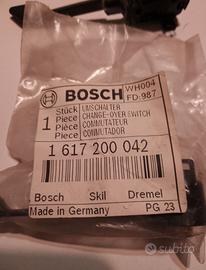 BOSCH
WH004
FD:987
1
Stück
Piece
Pièce
Pieza
UMSCHALTER
CHANGE-OVER SWITCH
COMMUTATEUR
CONMUTADOR
1 617 200 042
Bosch Skil Dremel
Made in Germany PG 23
subito